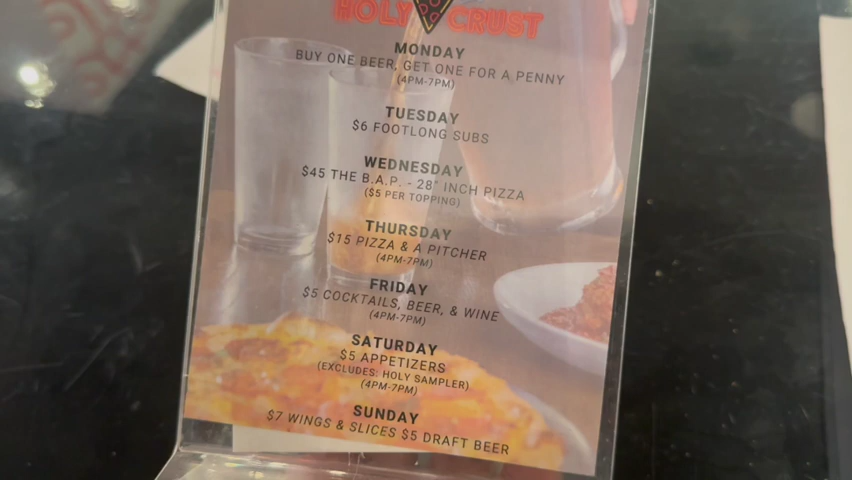 HOLY CRUST
MONDAY
BUY ONE BEER, GET ONE FOR A PENNY
(4PM-7PM)
TUESDAY
$6 FOOTLONG SUBS
WEDNESDAY
$45 THE B.A.P. - 28" INCH PIZZA
($5 PER TOPPING)
THURSDAY
$15 PIZZA & A PITCHER
(4PM-7PM)
FRIDAY
$5 COCKTAILS, BEER, & WINE
(4PM-7PM)
SATURDAY
$5 APPETIZERS
(EXCLUDES: HOLY SAMPLER)
(4PM-7PM)
SUNDAY
$7 WINGS & SLICES $5 DRAFT BEER